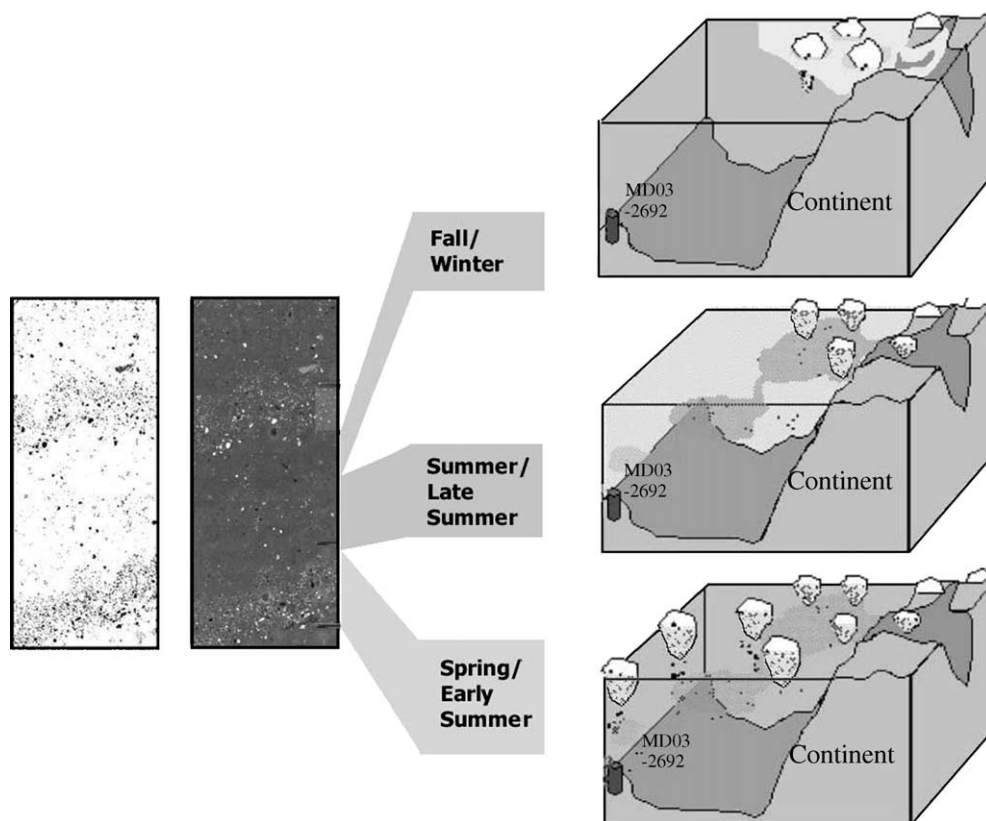 MD03
-2692
Continent
Fall/
Winter
MD03
-2692
Continent
Summer/
Late
Summer
MD03
-2692
Continent
Spring/
Early
Summer